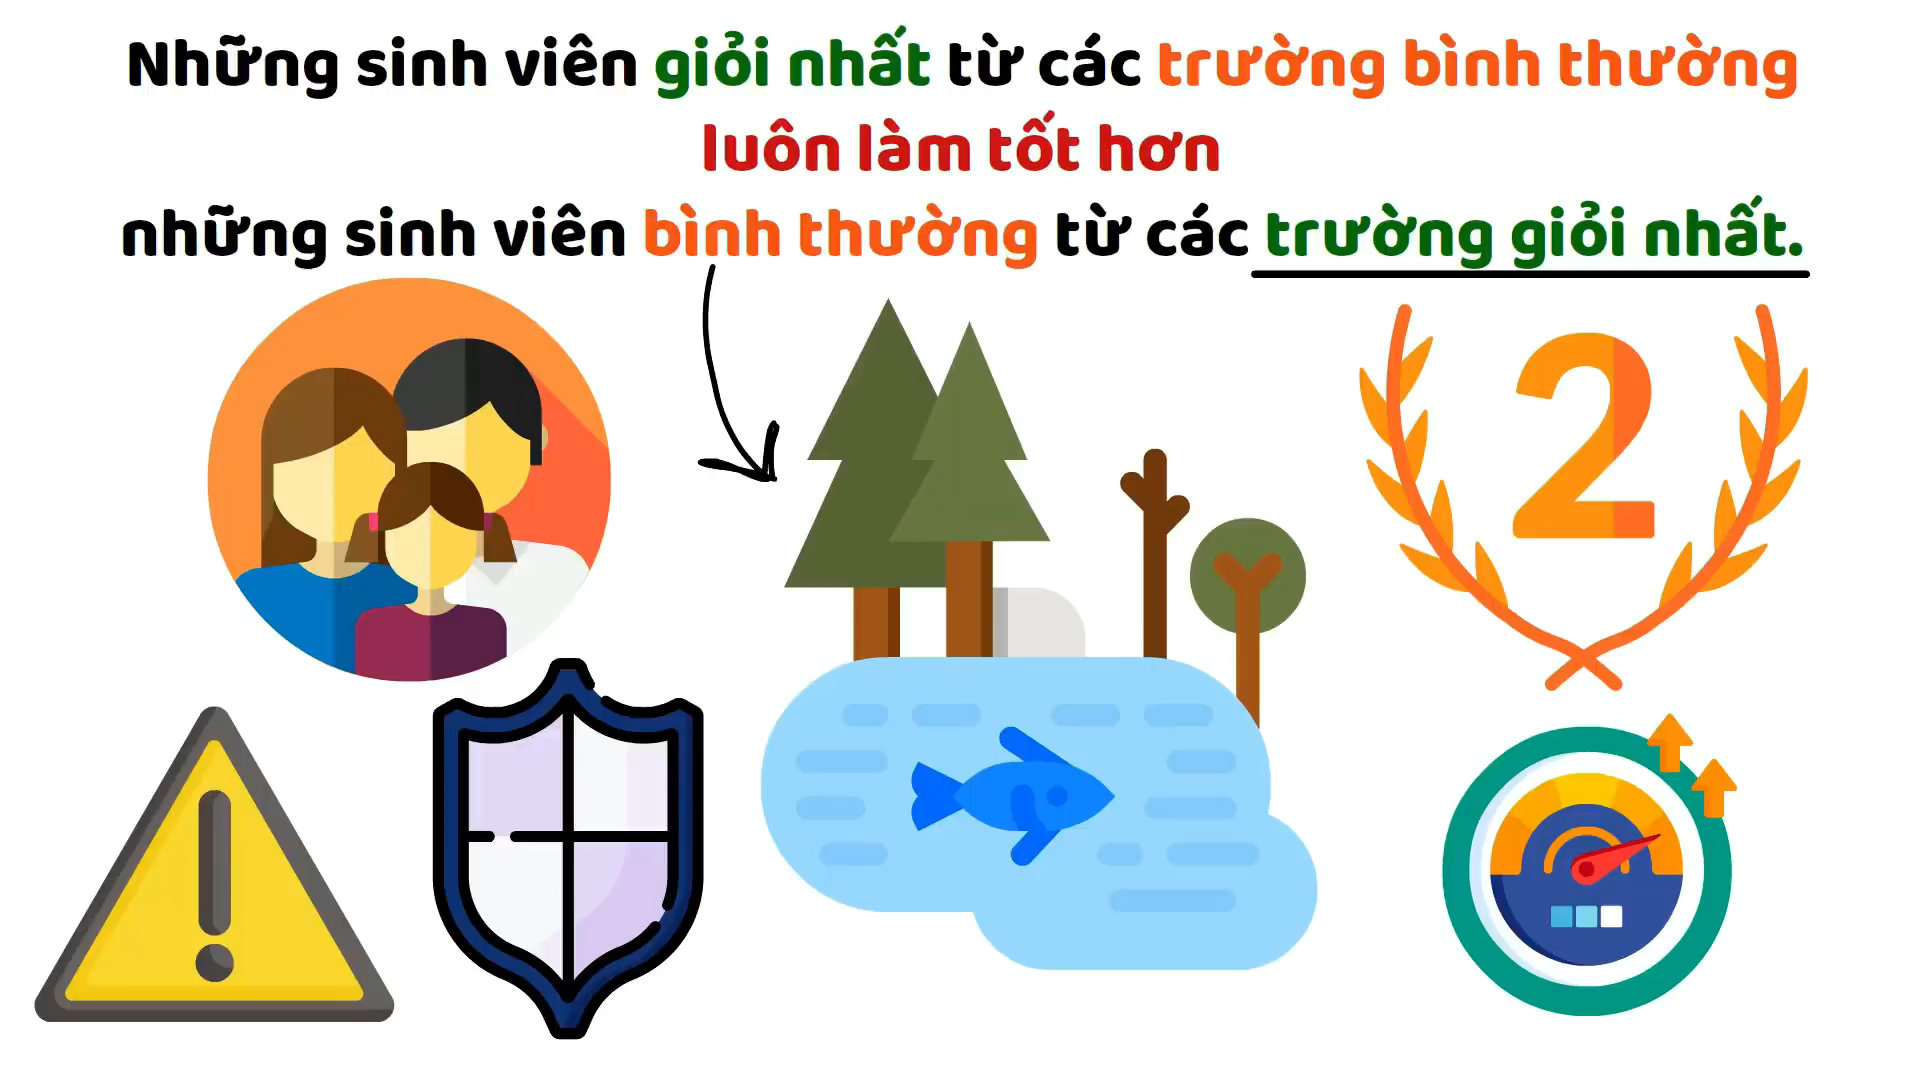 Những sinh viên giỏi nhất từ các trường bình thường
luôn làm tốt hơn
những sinh viên bình thường từ các trường giỏi nhất.
2